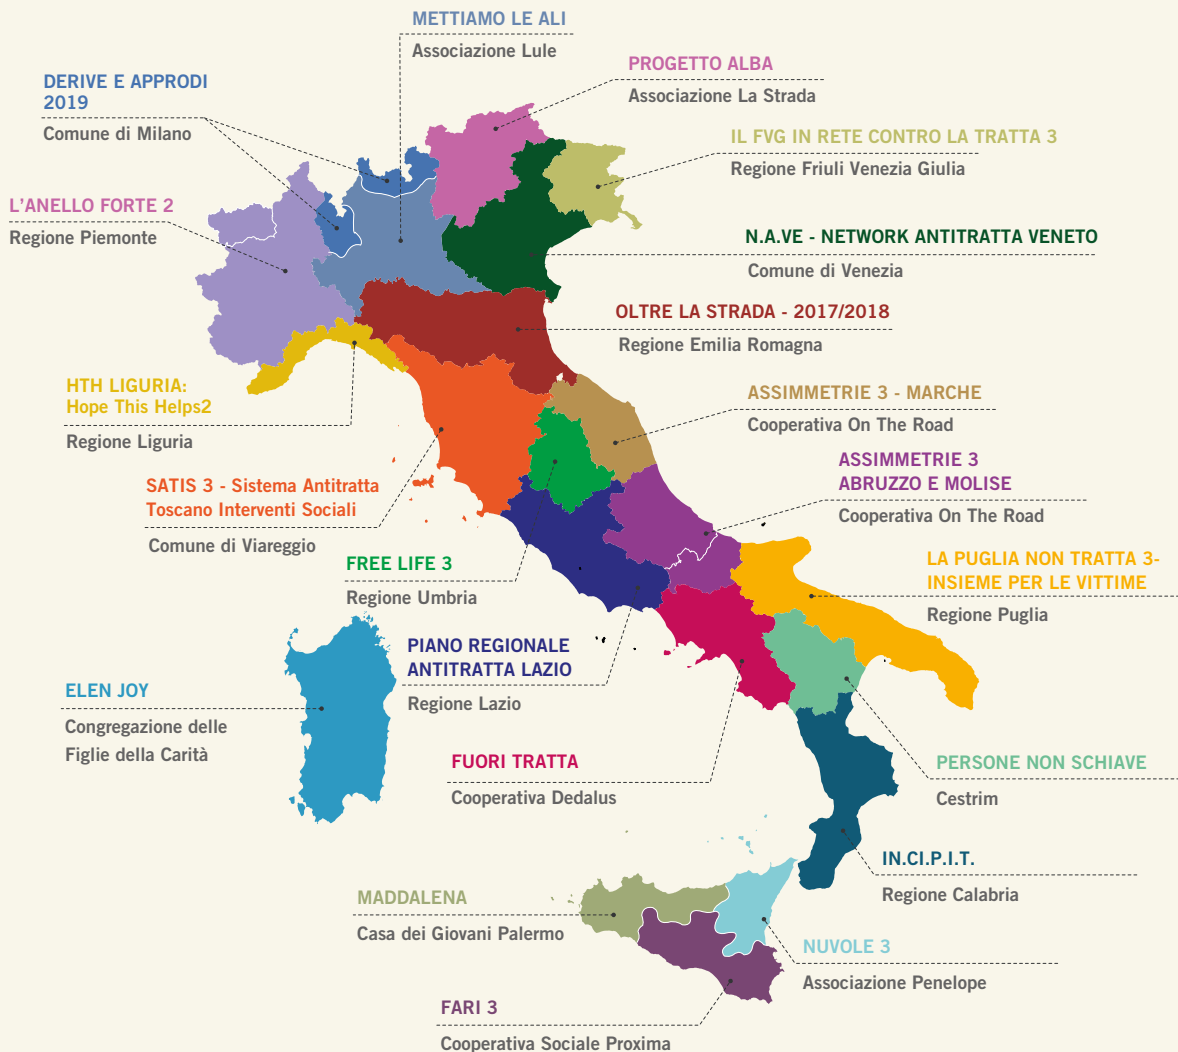 METTIAMO LE ALI
Associazione Lule
DERIVE E APPRODI
2019
Comune di Milano
PROGETTO ALBA
Associazione La Strada
IL FVG IN RETE CONTRO LA TRATTA 3
Regione Friuli Venezia Giulia
L'ANELLO FORTE 2
Regione Piemonte
N.A.VE - NETWORK ANTITRATTA VENETO
Comune di Venezia
OLTRE LA STRADA - 2017/2018
Regione Emilia Romagna
HTH LIGURIA:
Hope This Helps2
Regione Liguria
ASSIMMETRIE 3 - MARCHE
Cooperativa On The Road
ASSIMMETRIE 3
ABRUZZO E MOLISE
Cooperativa On The Road
SATIS 3 - Sistema Antitratta
Toscano Interventi Sociali
Comune di Viareggio
FREE LIFE 3
Regione Umbria
LA PUGLIA NON TRATTA 3-
INSIEME PER LE VITTIME
Regione Puglia
PIANO REGIONALE
ANTITRATTA LAZIO
Regione Lazio
ELEN JOY
Congregazione delle
Figlie della Carità
FUORI TRATTA
Cooperativa Dedalus
PERSONE NON SCHIAVE
Cestrim
IN.CI.P.I.T.
Regione Calabria
MADDALENA
Casa dei Giovani Palermo
NUVOLE 3
Associazione Penelope
FARI 3
Cooperativa Sociale Proxima